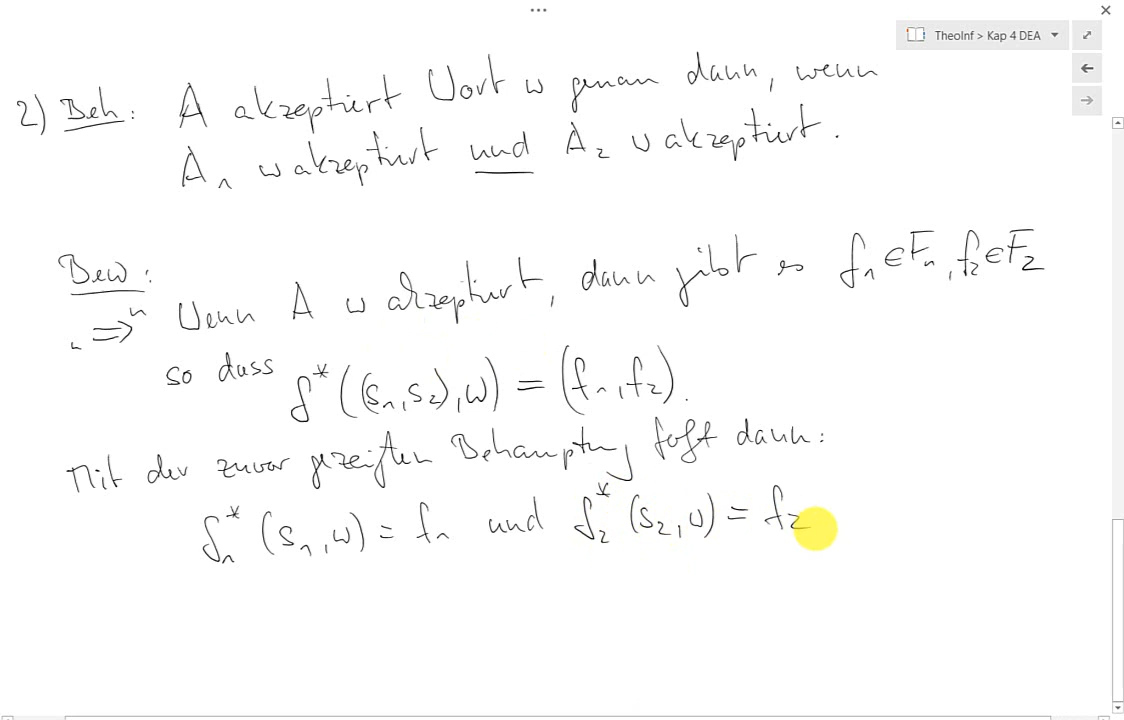 TheoInf > Kap 4 DEA
2) Beh: A akzeptiert Wort w genau dann, wenn
A₁ w akzeptiert und A₂ w akzeptiert.
Bew:
"⇒" Wenn A w akzeptiert, dann gibt es f₁ ∈ F₁, f₂ ∈ F₂
so dass δ*((s₁,s₂),w) = (f₁,f₂).
Mit der zuvor gezeigten Behauptung folgt dann:
δ₁*(s₁,w) = f₁ und δ₂*(s₂,w) = f₂